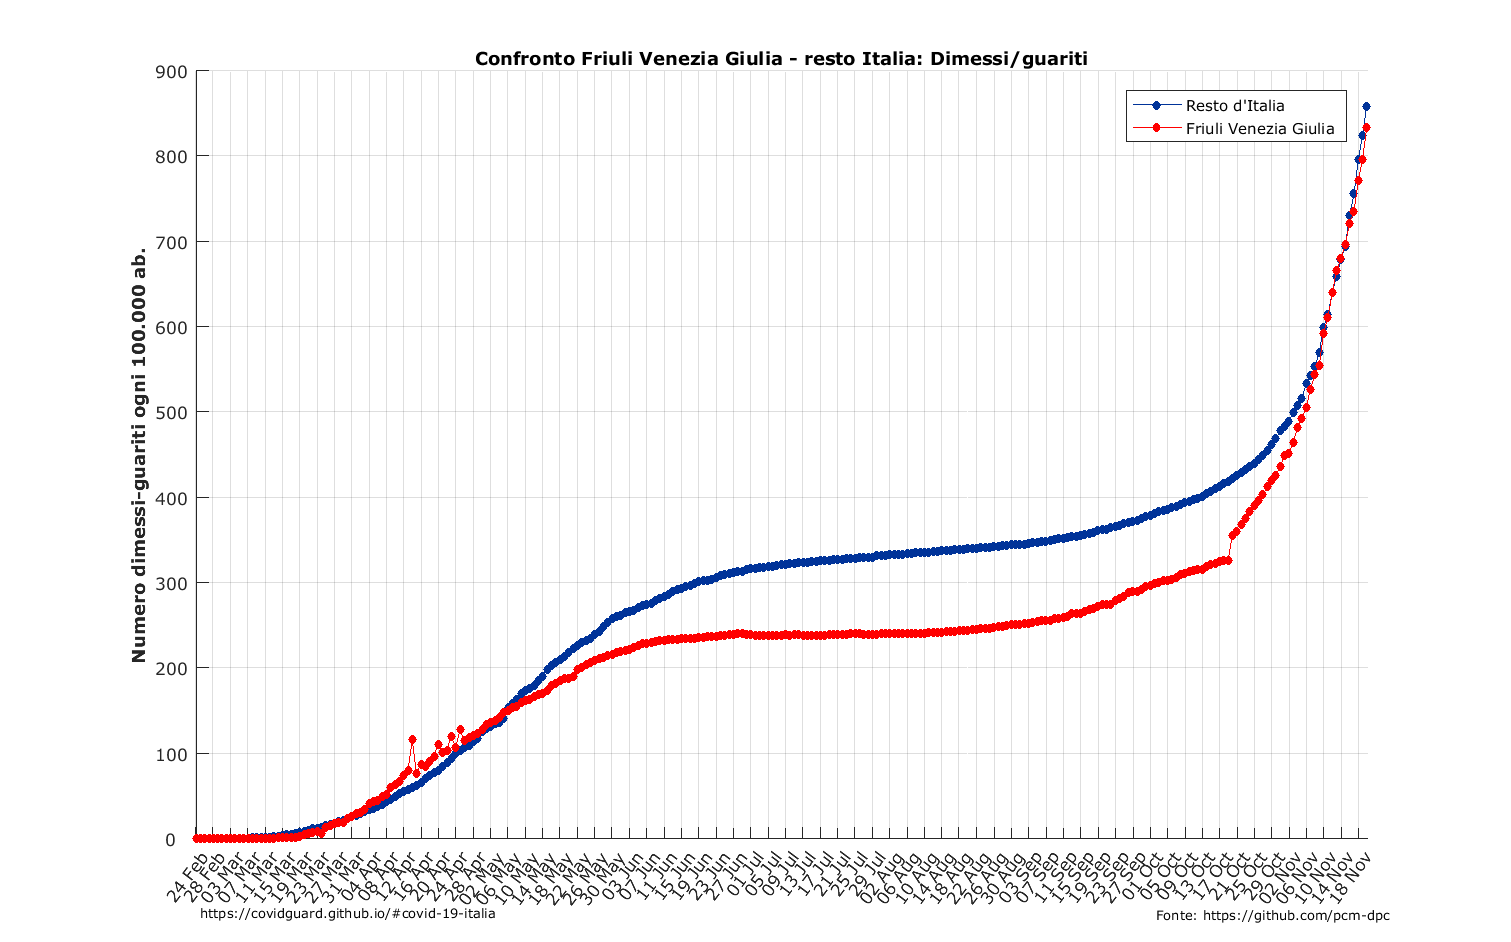 Confronto Friuli Venezia Giulia - resto Italia: Dimessi/guariti
Resto d'Italia
Friuli Venezia Giulia
Numero dimessi-guariti ogni 100.000 ab.
900
800
700
600
500
400
300
200
100
0
24 Feb
28 Feb
03 Mar
07 Mar
11 Mar
15 Mar
19 Mar
23 Mar
27 Mar
31 Mar
04 Apr
08 Apr
12 Apr
16 Apr
20 Apr
24 Apr
28 Apr
02 May
06 May
10 May
14 May
18 May
22 May
26 May
30 May
03 Jun
07 Jun
11 Jun
15 Jun
19 Jun
23 Jun
27 Jun
01 Jul
05 Jul
09 Jul
13 Jul
17 Jul
21 Jul
25 Jul
29 Jul
02 Aug
06 Aug
10 Aug
14 Aug
18 Aug
22 Aug
26 Aug
30 Aug
03 Sep
07 Sep
11 Sep
15 Sep
19 Sep
23 Sep
27 Sep
01 Oct
05 Oct
09 Oct
13 Oct
17 Oct
21 Oct
25 Oct
29 Oct
02 Nov
06 Nov
10 Nov
14 Nov
18 Nov
https://covidguard.github.io/#covid-19-italia
Fonte: https://github.com/pcm-dpc